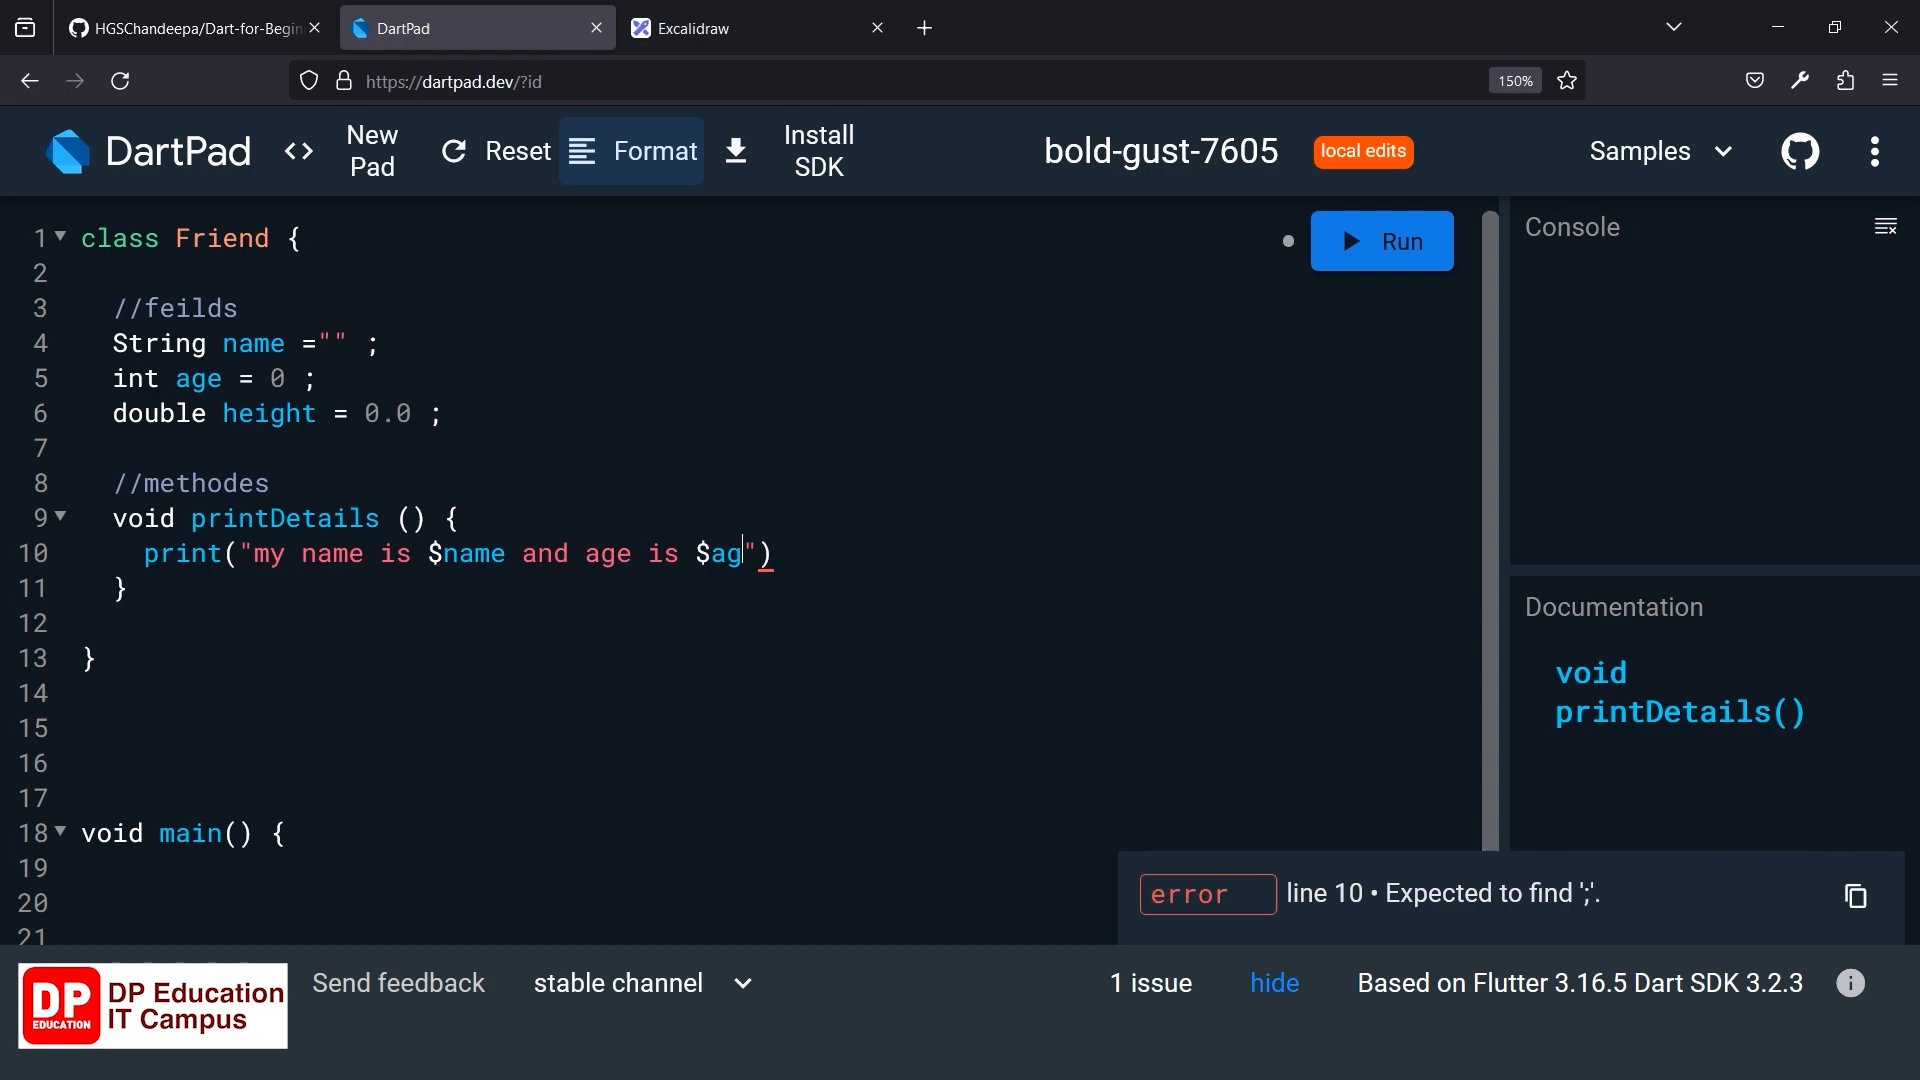 HGSChandeepa/Dart-for-Begin
DartPad
Excalidraw
https://dartpad.dev/?id
150%
DartPad
<> New Pad
Reset
Format
Install SDK
bold-gust-7605
local edits
Samples
1 class Friend {
2
3 //feilds
4 String name ="" ;
5 int age = 0 ;
6 double height = 0.0 ;
7
8 //methodes
9 void printDetails () {
10 print("my name is $name and age is $ag")
11 }
12
13 }
14
15
16
17
18 void main() {
19
20
21
Run
Console
Documentation
void
printDetails()
error line 10 • Expected to find ';'.
DP EDUCATION
DP Education
IT Campus
Send feedback
stable channel
1 issue
hide
Based on Flutter 3.16.5 Dart SDK 3.2.3